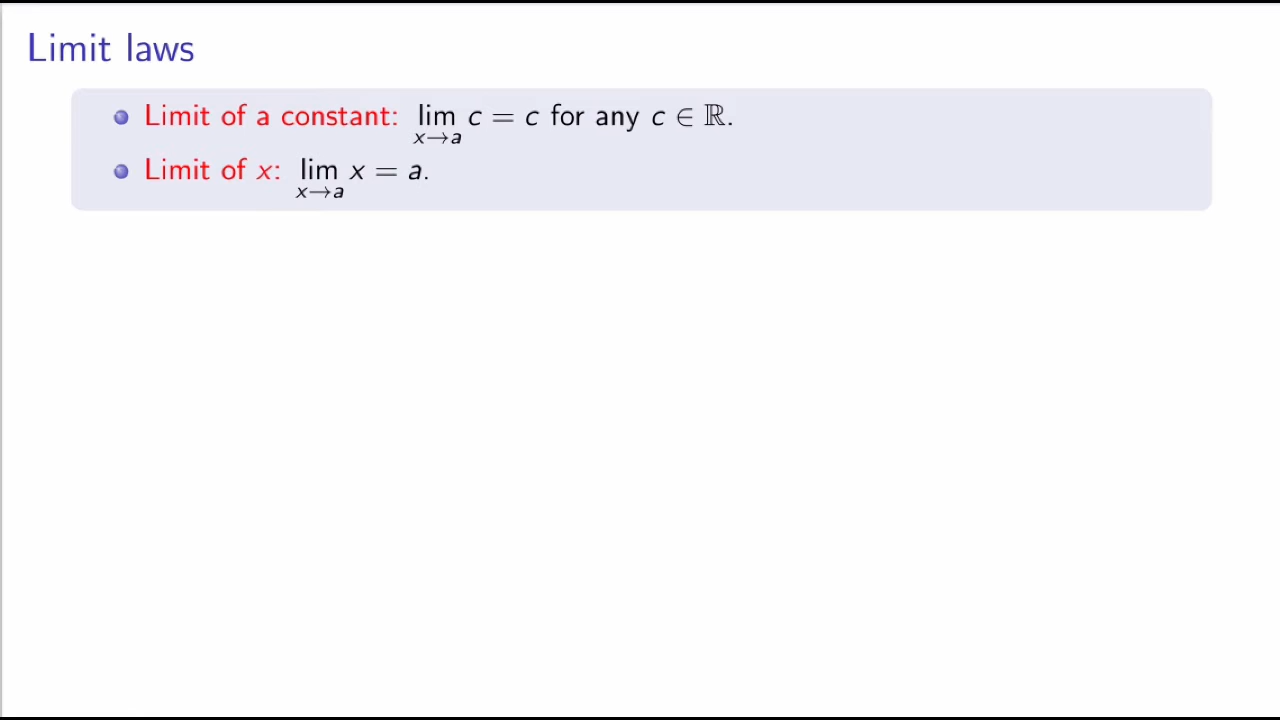 Limit laws
Limit of a constant: lim c = c for any c ∈ ℝ.
x→a
Limit of x: lim x = a.
x→a